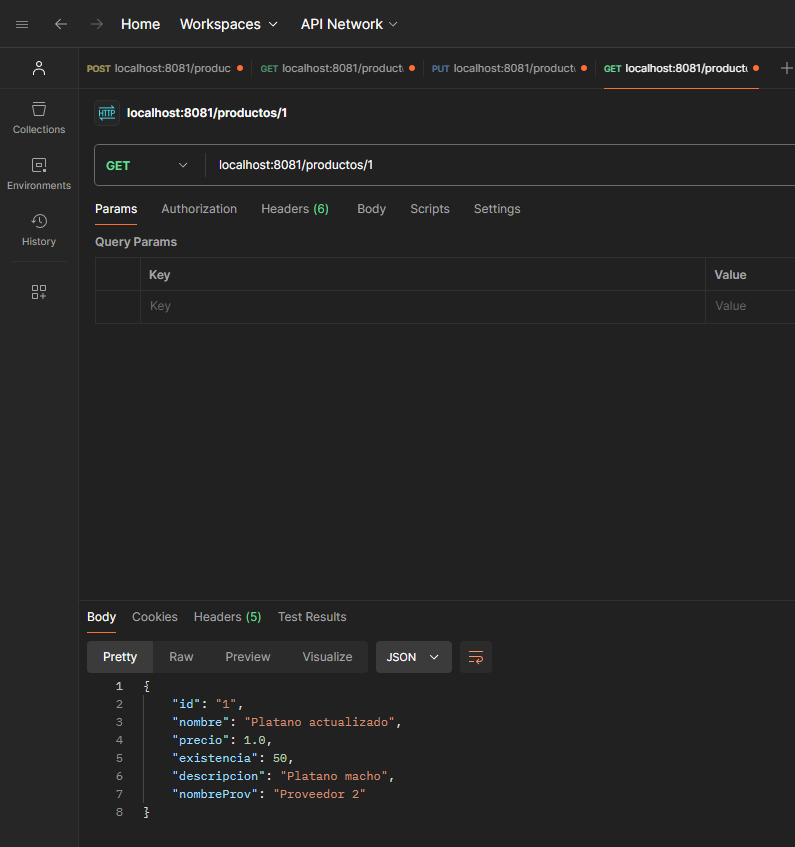 Home Workspaces API Network
POST localhost:8081/produc GET localhost:8081/product PUT localhost:8081/product GET localhost:8081/product
Collections
Environments
History
HTTP localhost:8081/productos/1
GET localhost:8081/productos/1
Params Authorization Headers (6) Body Scripts Settings
Query Params
Key Value
Key Value
Body Cookies Headers (5) Test Results
Pretty Raw Preview Visualize JSON
1 {
2 "id": "1",
3 "nombre": "Platano actualizado",
4 "precio": 1.0,
5 "existencia": 50,
6 "descripcion": "Platano macho",
7 "nombreProv": "Proveedor 2"
8 }